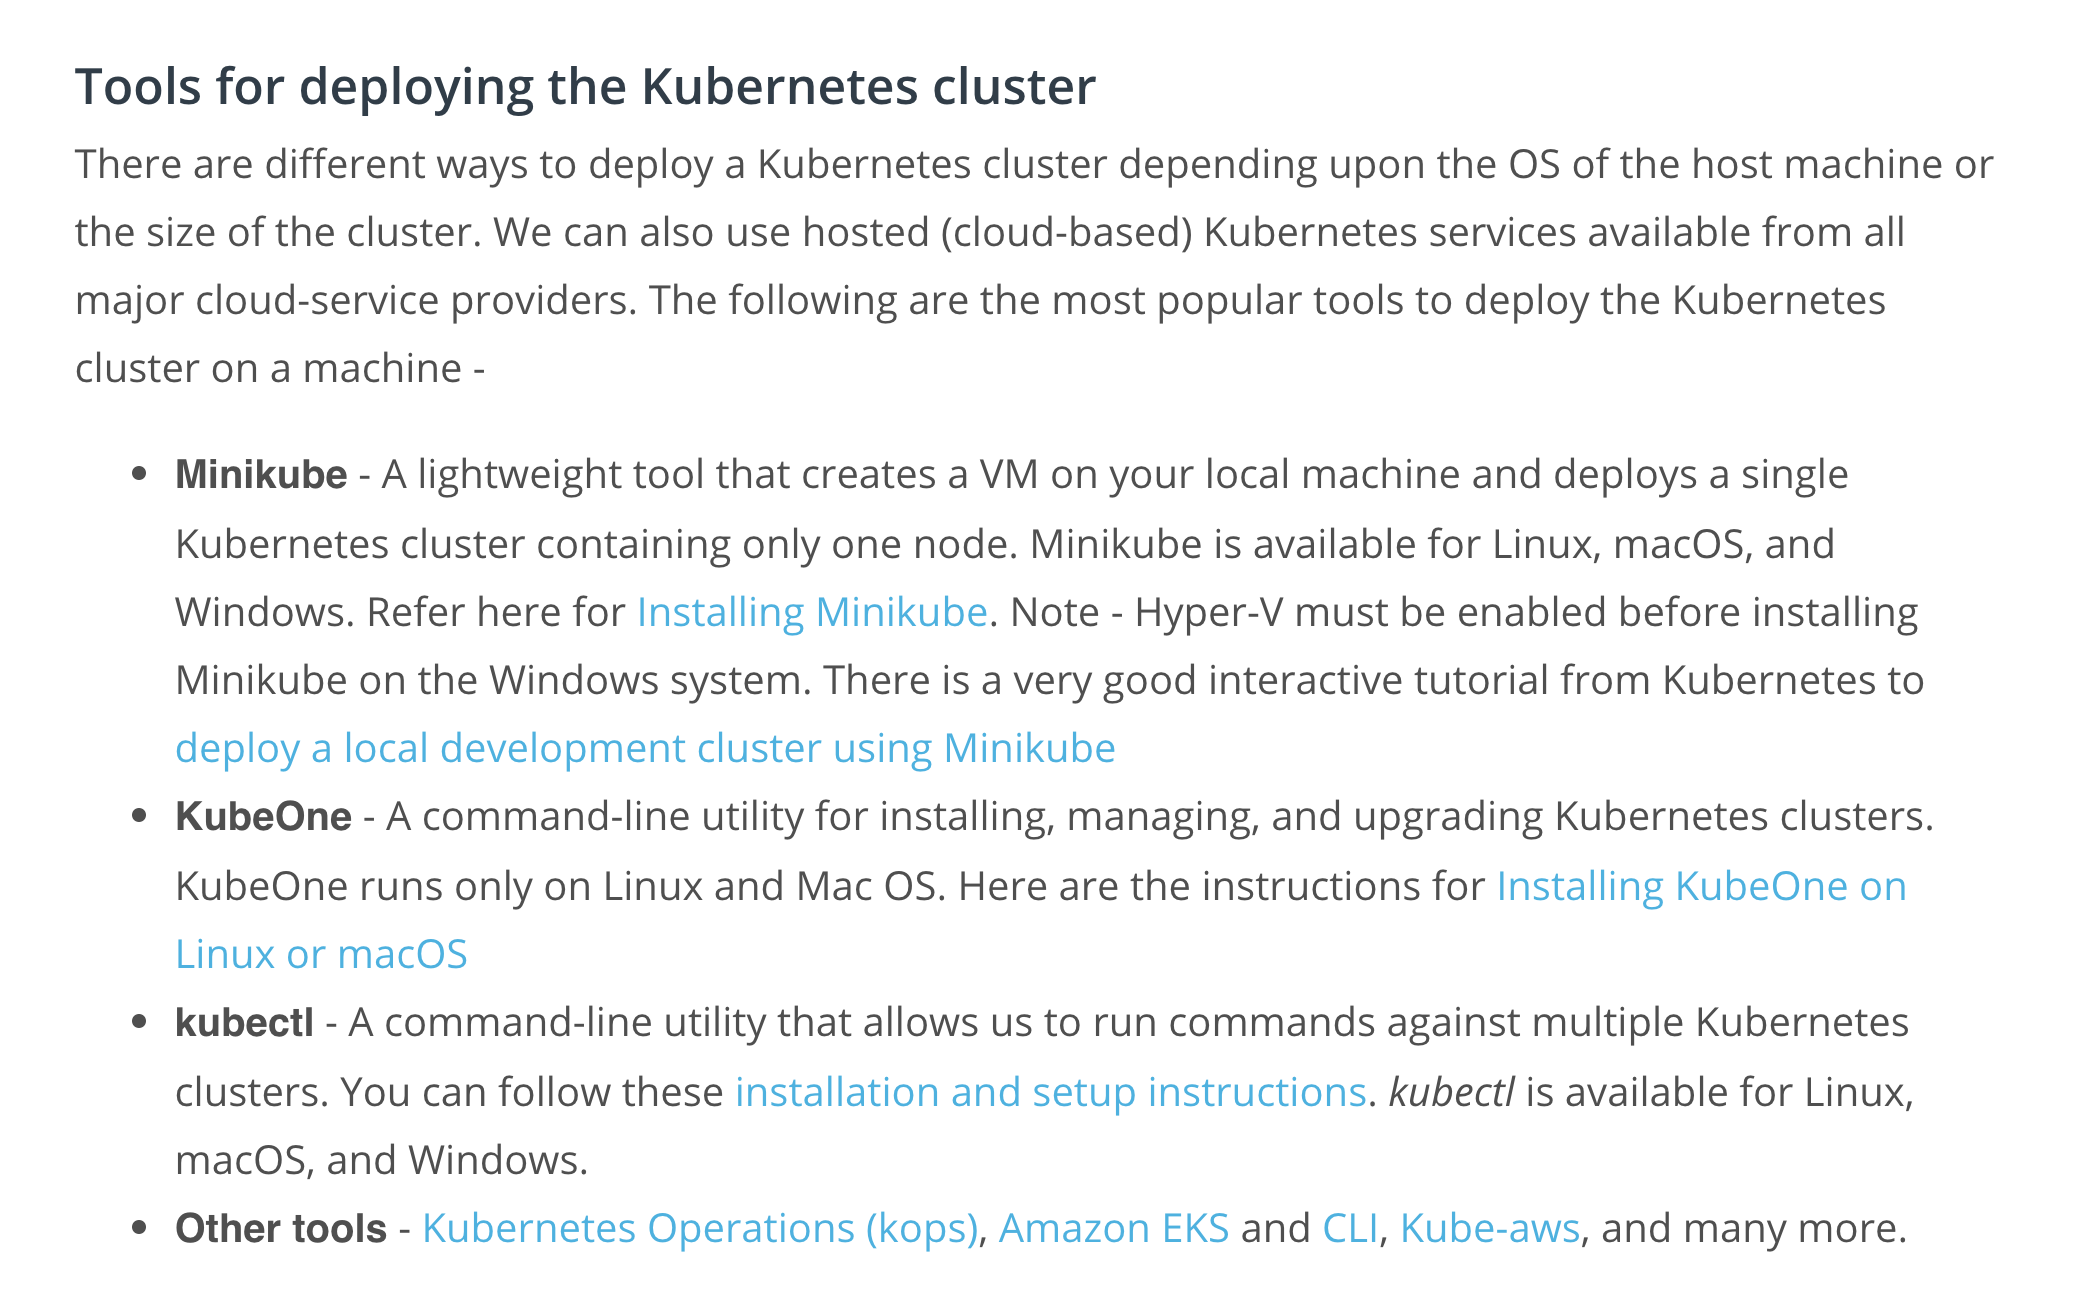 Tools for deploying the Kubernetes cluster
There are different ways to deploy a Kubernetes cluster depending upon the OS of the host machine or
the size of the cluster. We can also use hosted (cloud-based) Kubernetes services available from all
major cloud-service providers. The following are the most popular tools to deploy the Kubernetes
cluster on a machine -
• Minikube - A lightweight tool that creates a VM on your local machine and deploys a single
Kubernetes cluster containing only one node. Minikube is available for Linux, macOS, and
Windows. Refer here for Installing Minikube. Note - Hyper-V must be enabled before installing
Minikube on the Windows system. There is a very good interactive tutorial from Kubernetes to
deploy a local development cluster using Minikube
• KubeOne - A command-line utility for installing, managing, and upgrading Kubernetes clusters.
KubeOne runs only on Linux and Mac OS. Here are the instructions for Installing KubeOne on
Linux or macOS
• kubectl - A command-line utility that allows us to run commands against multiple Kubernetes
clusters. You can follow these installation and setup instructions. kubectl is available for Linux,
macOS, and Windows.
• Other tools - Kubernetes Operations (kops), Amazon EKS and CLI, Kube-aws, and many more.